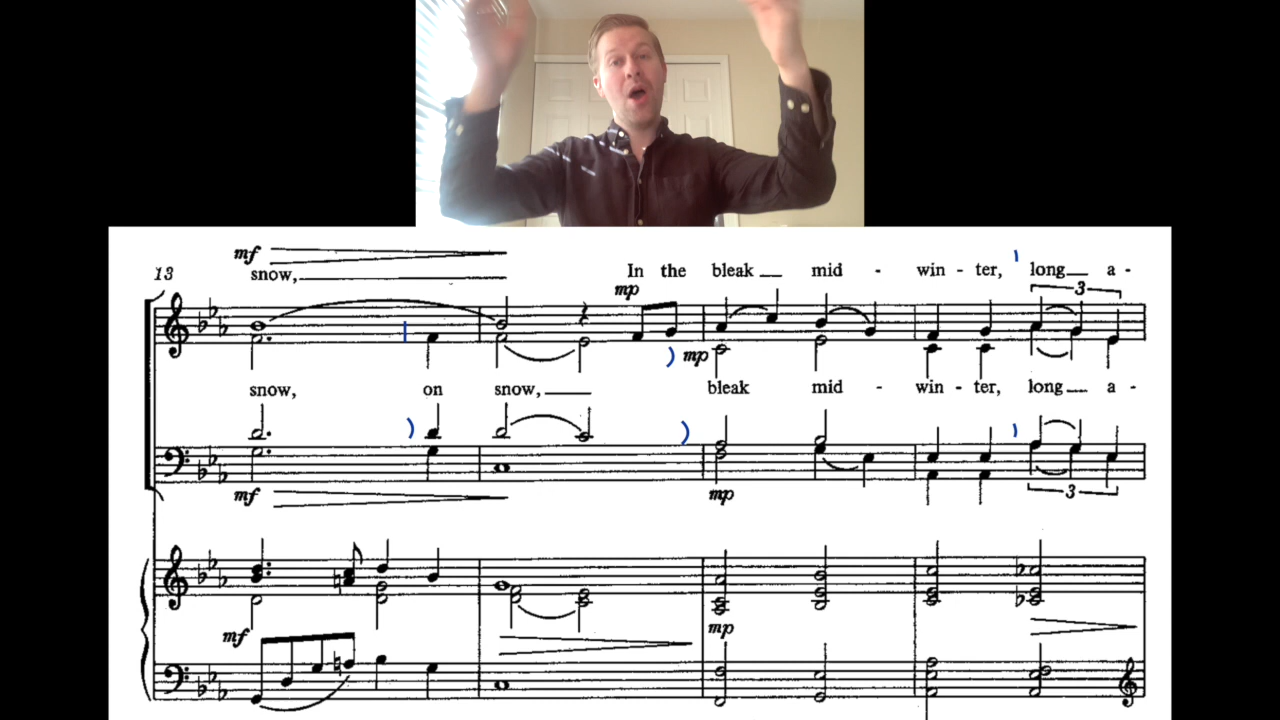 mf
13 snow,
In the bleak mid - win - ter, long a -
mp
3
mp
snow, on snow, bleak mid - win - ter, long a -
mf mp
3
mf mp